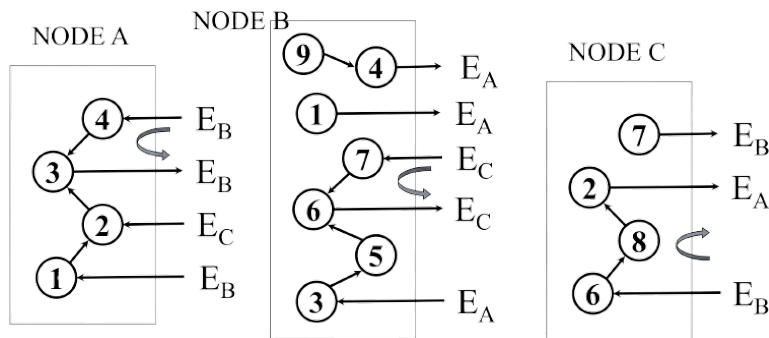 NODE A
4 E_B
3 E_B
2 E_C
1 E_B
NODE B
9 4 E_A
1 E_A
7 E_C
6 E_C
5
3 E_A
NODE C
7 E_B
2 E_A
8
6 E_B